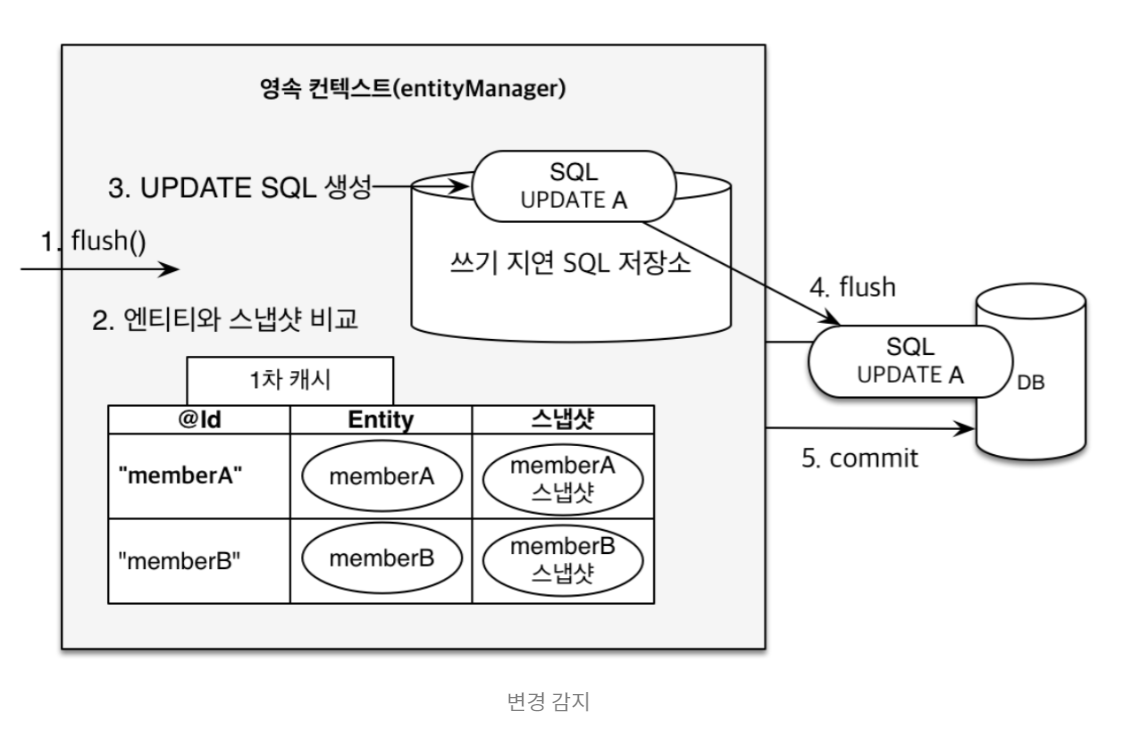 영속 컨텍스트(entityManager)
SQL
UPDATE A
3. UPDATE SQL 생성
1. flush()
쓰기 지연 SQL 저장소
4. flush
2. 엔티티와 스냅샷 비교
SQL
UPDATE A
DB
1차 캐시
@Id Entity 스냅샷
"memberA" memberA memberA
스냅샷
5. commit
"memberB" memberB memberB
스냅샷
변경 감지